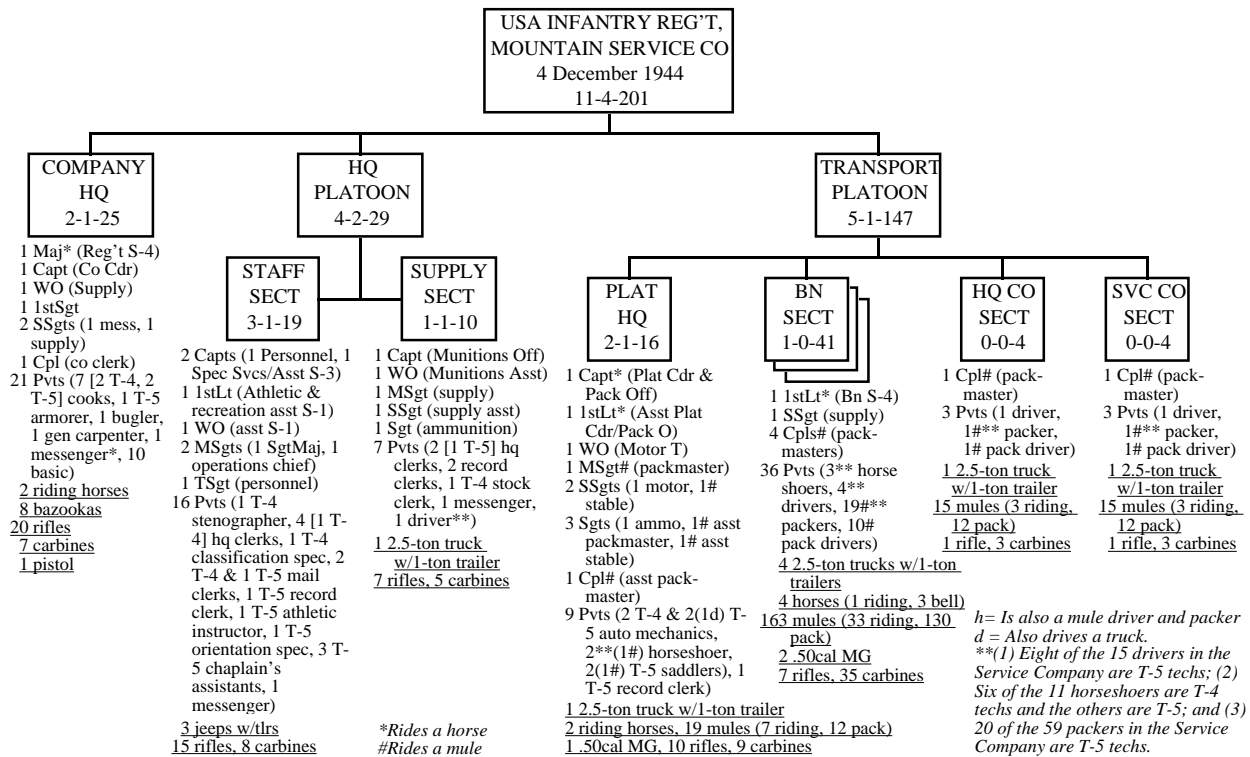 USA INFANTRY REG'T,
MOUNTAIN SERVICE CO
4 December 1944
11-4-201
COMPANY
HQ
2-1-25
1 Maj* (Reg't S-4)
1 Capt (Co Cdr)
1 WO (Supply)
1 1stSgt
2 SSgts (1 mess, 1
supply)
1 Cpl (co clerk)
21 Pvts (7 [2 T-4, 2
T-5] cooks, 1 T-5
armorer, 1 bugler,
1 gen carpenter, 1
messenger*, 10
basic)
2 riding horses
8 bazookas
20 rifles
7 carbines
1 pistol
HQ
PLATOON
4-2-29
STAFF
SECT
3-1-19
2 Capts (1 Personnel, 1
Spec Svcs/Asst S-3)
1 1stLt (Athletic &
recreation asst S-1)
1 WO (asst S-1)
2 MSgts (1 SgtMaj, 1
operations chief)
1 TSgt (personnel)
16 Pvts (1 T-4
stenographer, 4 [1 T-
4] hq clerks, 1 T-4
classification spec, 2
T-4 & 1 T-5 mail
clerks, 1 T-5 record
clerk, 1 T-5 athletic
instructor, 1 T-5
orientation spec, 3 T-
5 chaplain's
assistants, 1
messenger)
3 jeeps w/tlrs
15 rifles, 8 carbines
SUPPLY
SECT
1-1-10
1 Capt (Munitions Off)
1 WO (Munitions Asst)
1 MSgt (supply)
1 SSgt (supply asst)
1 Sgt (ammunition)
7 Pvts (2 [1 T-5] hq
clerks, 2 record
clerks, 1 T-4 stock
clerk, 1 messenger,
1 driver**)
1 2.5-ton truck
w/1-ton trailer
7 rifles, 5 carbines
*Rides a horse
#Rides a mule
TRANSPORT
PLATOON
5-1-147
PLAT
HQ
2-1-16
1 Capt* (Plat Cdr &
Pack Off)
1 1stLt* (Asst Plat
Cdr/Pack O)
1 WO (Motor T)
1 MSgt# (packmaster)
2 SSgts (1 motor, 1#
stable)
3 Sgts (1 ammo, 1# asst
packmaster, 1# asst
stable)
1 Cpl# (asst pack-
master)
9 Pvts (2 T-4 & 2(1d) T-
5 auto mechanics,
2**(1#) horseshoer,
2(1#) T-5 saddlers), 1
T-5 record clerk)
1 2.5-ton truck w/1-ton trailer
2 riding horses, 19 mules (7 riding, 12 pack)
1 .50cal MG, 10 rifles, 9 carbines
BN
SECT
1-0-41
1 1stLt* (Bn S-4)
1 SSgt (supply)
4 Cpls# (pack-
masters)
36 Pvts (3** horse
shoers, 4**
drivers, 19#**
packers, 10#
pack drivers)
4 2.5-ton trucks w/1-ton
trailers
4 horses (1 riding, 3 bell)
163 mules (33 riding, 130
pack)
2 .50cal MG
7 rifles, 35 carbines
HQ CO
SECT
0-0-4
1 Cpl# (pack-
master)
3 Pvts (1 driver,
1#** packer,
1# pack driver)
1 2.5-ton truck
w/1-ton trailer
15 mules (3 riding,
12 pack)
1 rifle, 3 carbines
SVC CO
SECT
0-0-4
1 Cpl# (pack-
master)
3 Pvts (1 driver,
1#** packer,
1# pack driver)
1 2.5-ton truck
w/1-ton trailer
15 mules (3 riding,
12 pack)
1 rifle, 3 carbines
h= Is also a mule driver and packer
d = Also drives a truck.
**(1) Eight of the 15 drivers in the
Service Company are T-5 techs; (2)
Six of the 11 horseshoers are T-4
techs and the others are T-5; and (3)
20 of the 59 packers in the Service
Company are T-5 techs.